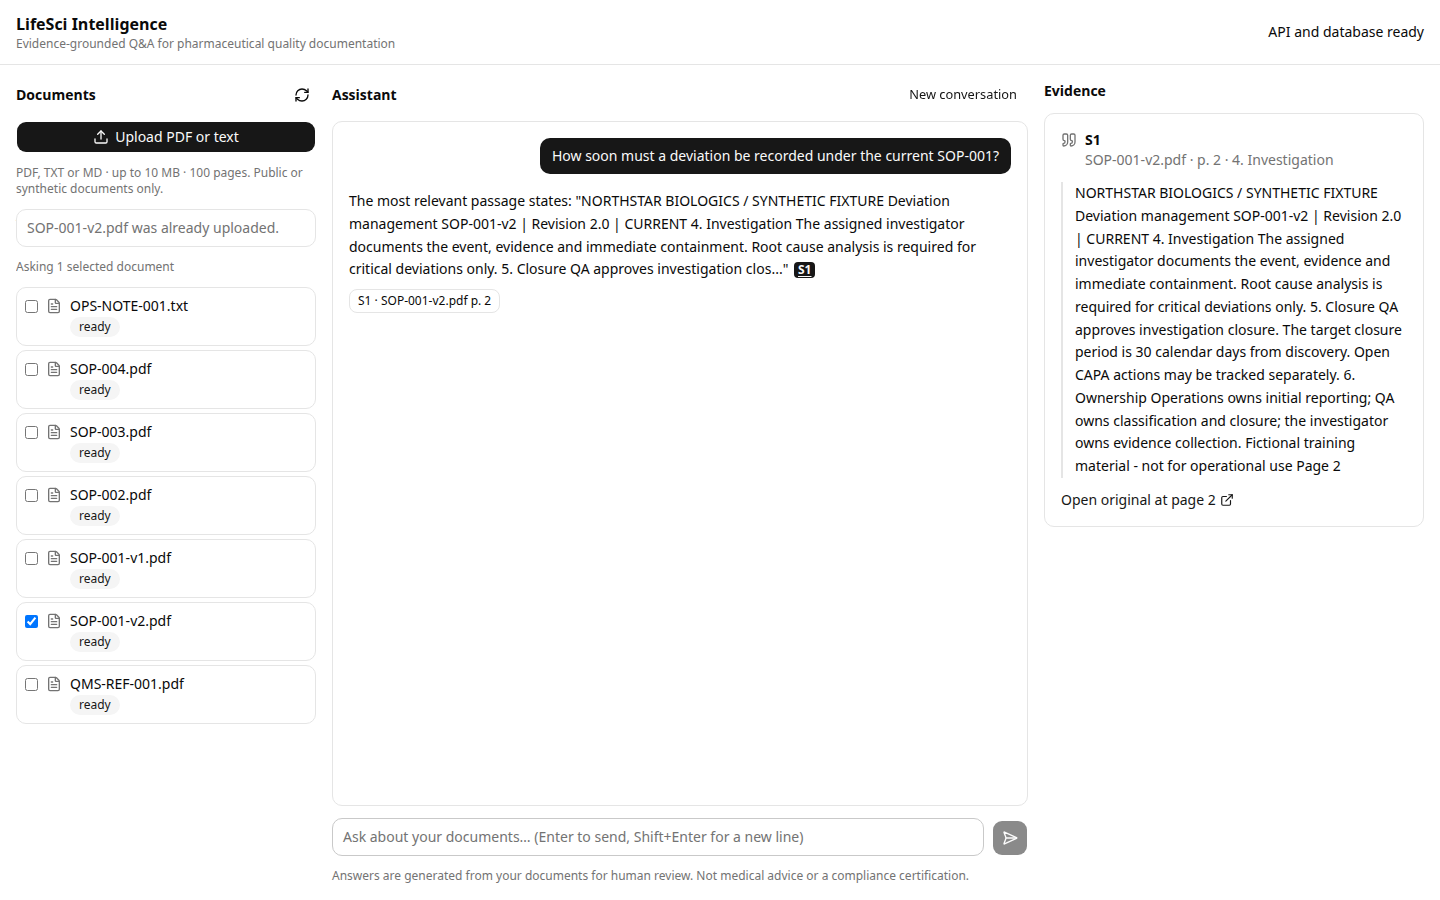 LifeSci Intelligence
Evidence-grounded Q&A for pharmaceutical quality documentation
API and database ready
Documents
Upload PDF or text
PDF, TXT or MD · up to 10 MB · 100 pages. Public or
synthetic documents only.
SOP-001-v2.pdf was already uploaded.
Asking 1 selected document
OPS-NOTE-001.txt
ready
SOP-004.pdf
ready
SOP-003.pdf
ready
SOP-002.pdf
ready
SOP-001-v1.pdf
ready
SOP-001-v2.pdf
ready
QMS-REF-001.pdf
ready
Assistant
New conversation
How soon must a deviation be recorded under the current SOP-001?
The most relevant passage states: "NORTHSTAR BIOLOGICS / SYNTHETIC FIXTURE Deviation
management SOP-001-v2 | Revision 2.0 | CURRENT 4. Investigation The assigned investigator
documents the event, evidence and immediate containment. Root cause analysis is required for
critical deviations only. 5. Closure QA approves investigation clos..." S1
S1 · SOP-001-v2.pdf p. 2
Ask about your documents... (Enter to send, Shift+Enter for a new line)
Answers are generated from your documents for human review. Not medical advice or a compliance certification.
Evidence
S1
SOP-001-v2.pdf · p. 2 · 4. Investigation
NORTHSTAR BIOLOGICS / SYNTHETIC FIXTURE
Deviation management SOP-001-v2 | Revision 2.0
| CURRENT 4. Investigation The assigned
investigator documents the event, evidence and
immediate containment. Root cause analysis is
required for critical deviations only. 5. Closure QA
approves investigation closure. The target closure
period is 30 calendar days from discovery. Open
CAPA actions may be tracked separately. 6.
Ownership Operations owns initial reporting; QA
owns classification and closure; the investigator
owns evidence collection. Fictional training
material - not for operational use Page 2
Open original at page 2